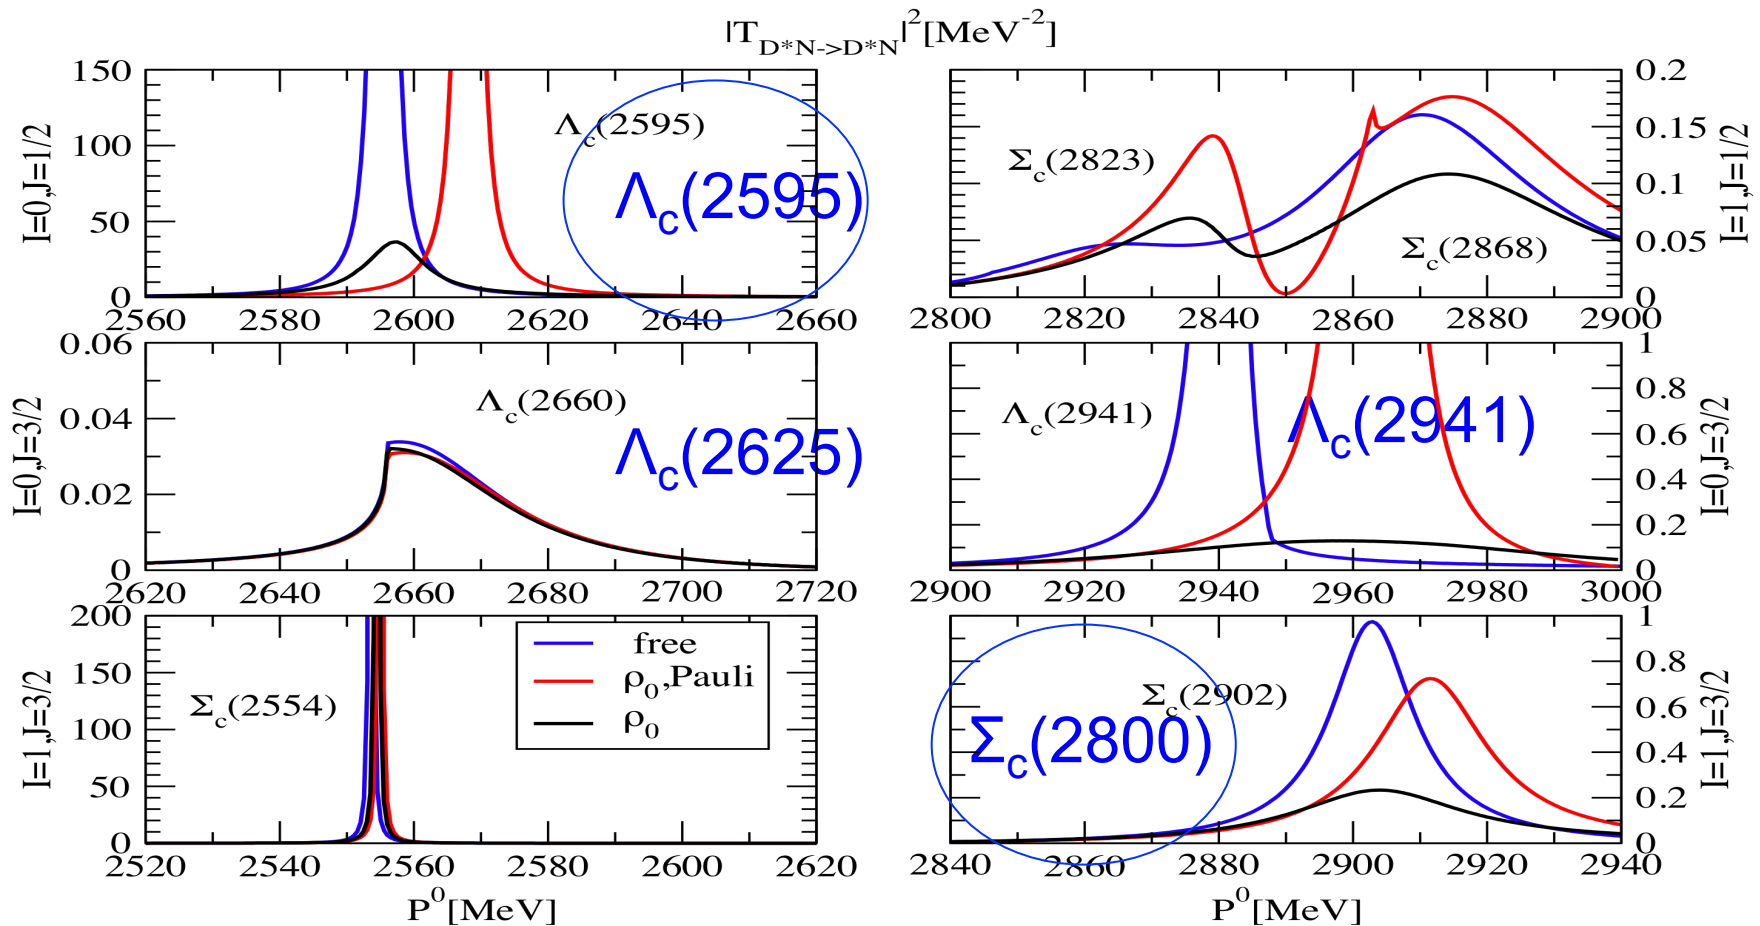 |T_{D*N->D*N}|²[MeV⁻²]
I=0,J=1/2
150
100
50
0
Λc(2595)
Λc(2595)
2560 2580 2600 2620 2640 2660
0.2
0.15
0.1
0.05
0
I=1,J=1/2
Σc(2823)
Σc(2868)
2800 2820 2840 2860 2880 2900
I=0,J=3/2
0.06
0.04
0.02
0
Λc(2660)
Λc(2625)
2620 2640 2660 2680 2700 2720
1
0.8
0.6
0.4
0.2
0
I=0,J=3/2
Λc(2941)
Λc(2941)
2900 2920 2940 2960 2980 3000
I=1,J=3/2
200
150
100
50
0
Σc(2554)
free
ρ₀,Pauli
ρ₀
2520 2540 2560 2580 2600 2620
P⁰[MeV]
1
0.8
0.6
0.4
0.2
0
I=1,J=3/2
Σc(2902)
Σc(2800)
2840 2860 2880 2900 2920 2940
P⁰[MeV]